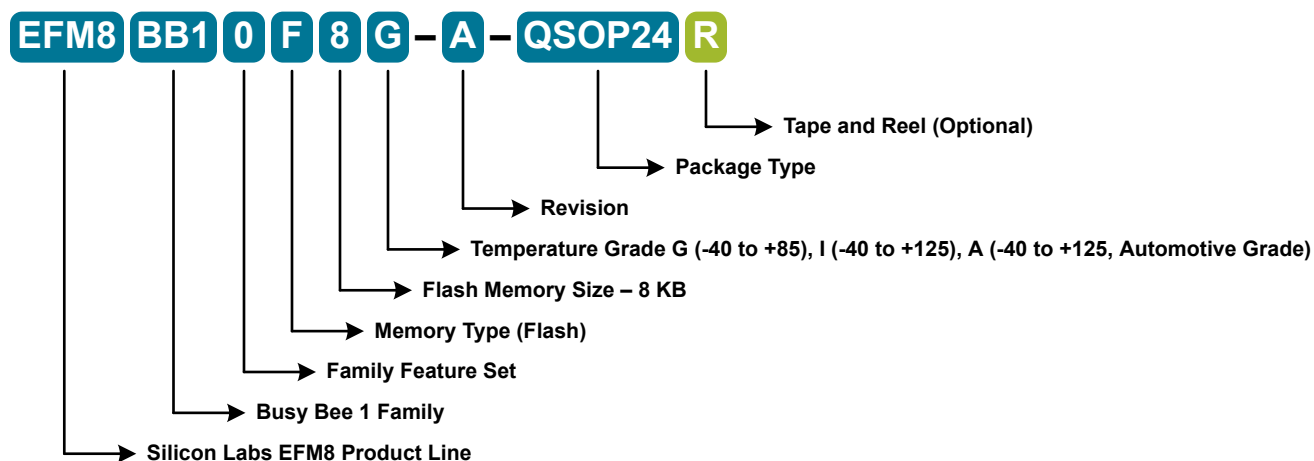 EFM8 BB1 0 F 8 G – A – QSOP24 R
Tape and Reel (Optional)
Package Type
Revision
Temperature Grade G (-40 to +85), I (-40 to +125), A (-40 to +125, Automotive Grade)
Flash Memory Size – 8 KB
Memory Type (Flash)
Family Feature Set
Busy Bee 1 Family
Silicon Labs EFM8 Product Line